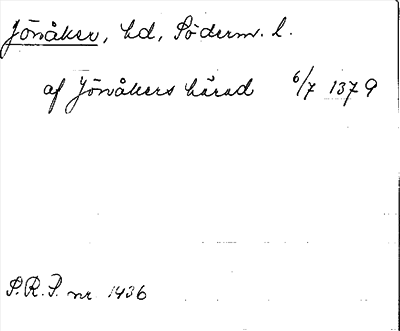 Jönåker, hd, Söderm. l.
af Jönåkers härad 6/7 1379
S.R.P. nr 1436